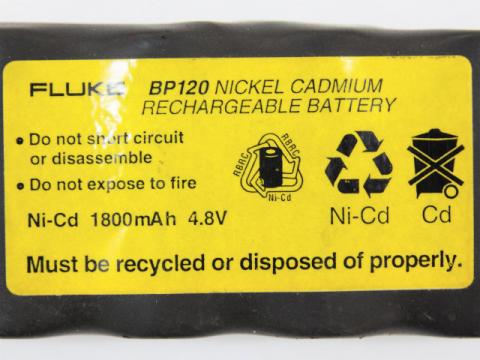 FLUKE BP120 NICKEL CADMIUM
RECHARGEABLE BATTERY
• Do not short circuit
or disassemble
• Do not expose to fire
RBRC RBRC
Ni-Cd
Ni-Cd Cd
Ni-Cd 1800mAh 4.8V
Must be recycled or disposed of properly.